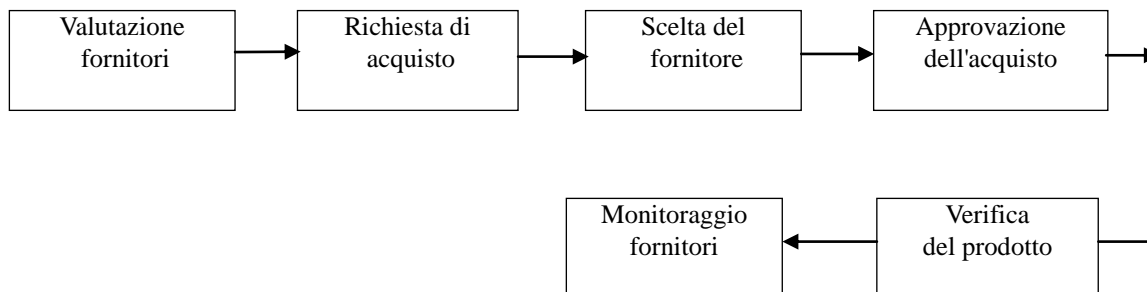 Valutazione
fornitori
Richiesta di
acquisto
Scelta del
fornitore
Approvazione
dell'acquisto
Monitoraggio
fornitori
Verifica
del prodotto